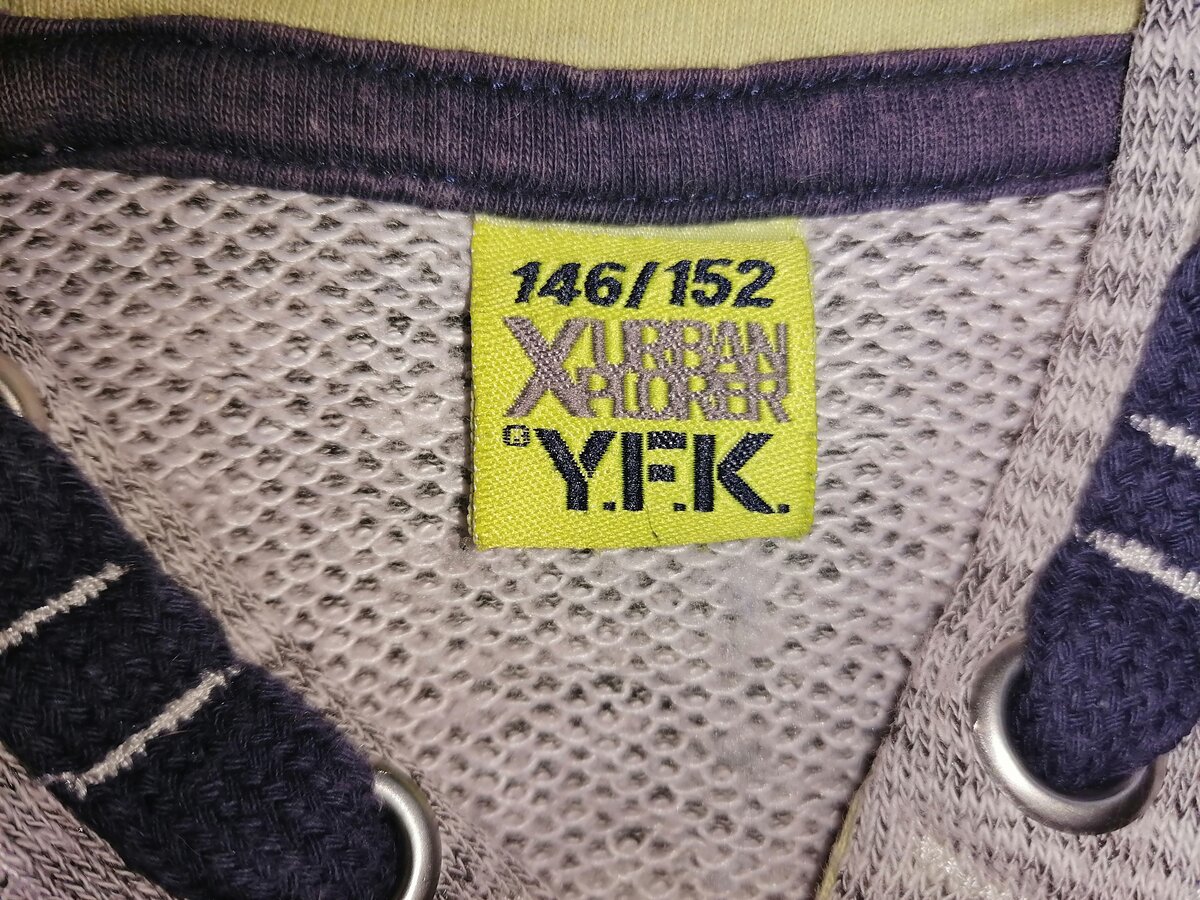 146/152
X URBAN
XPLORER
® Y.F.K.